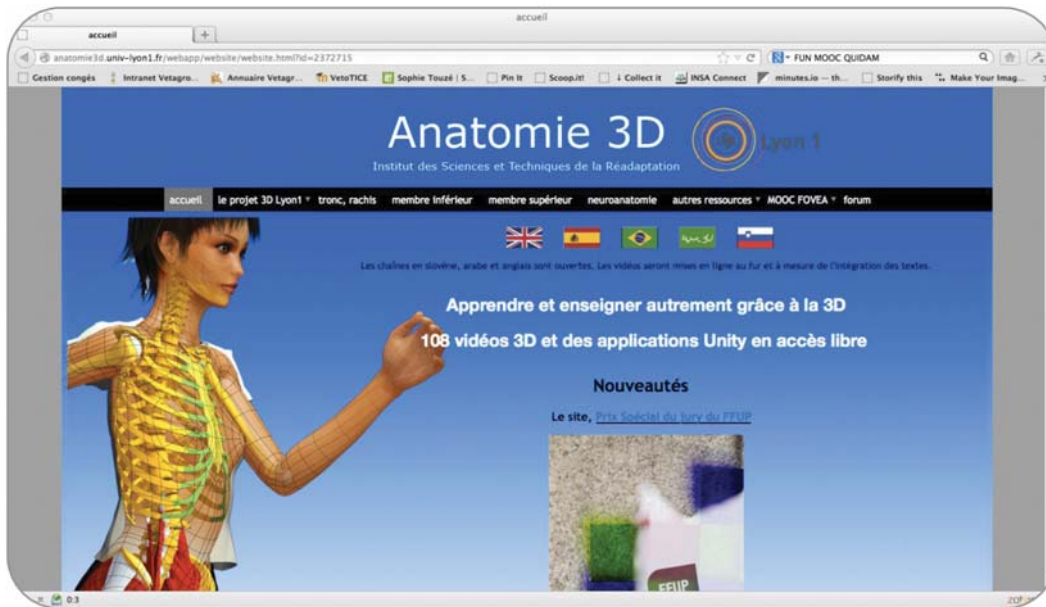 accueil
accueil
anatomie3d.univ-lyon1.fr/webapp/website/website.html?id=2372715
FUN MOOC QUIDAM
Gestion congés Intranet Vetagro... Annuaire Vetagr... VetoTICE Sophie Touzé | S... Pin It Scoop.it! ↓ Collect it INSA Connect minutes.io — th... Storify this Make Your Imag...
Anatomie 3D
Lyon 1
Institut des Sciences et Techniques de la Réadaptation
accueil le projet 3D Lyon1 tronc, rachis membre inférieur membre supérieur neuroanatomie autres ressources MOOC FOVEA forum
Les chaînes en slovène, arabe et anglais sont ouvertes. Les vidéos seront mises en ligne au fur et à mesure de l'intégration des textes.
Apprendre et enseigner autrement grâce à la 3D
108 vidéos 3D et des applications Unity en accès libre
Nouveautés
Le site, Prix Spécial du jury du FFUP
FFUP
0:3